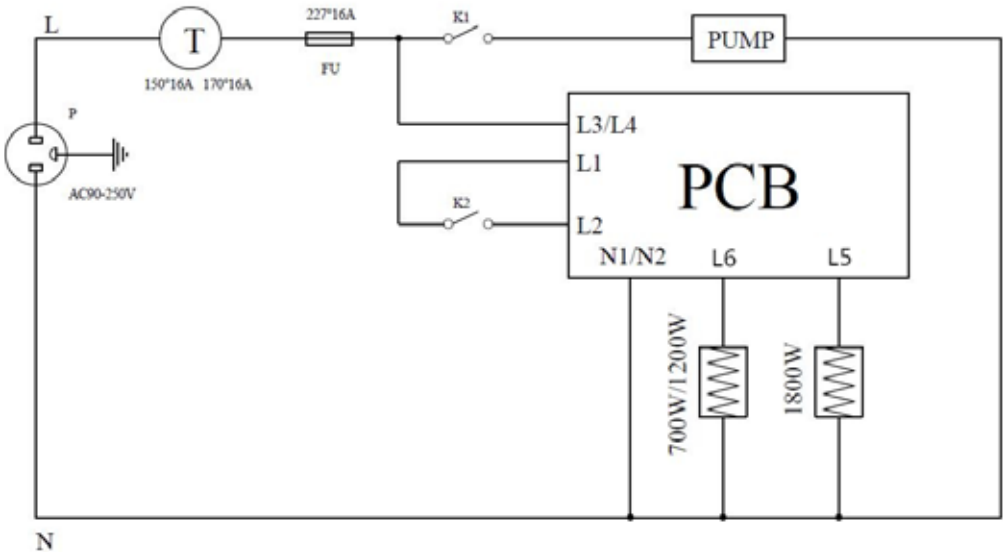 L
T
150°16A 170°16A
227°16A
FU
K1
PUMP
P
AC90-250V
K2
L3/L4
L1
PCB
L2
N1/N2 L6 L5
700W/1200W
1800W
N